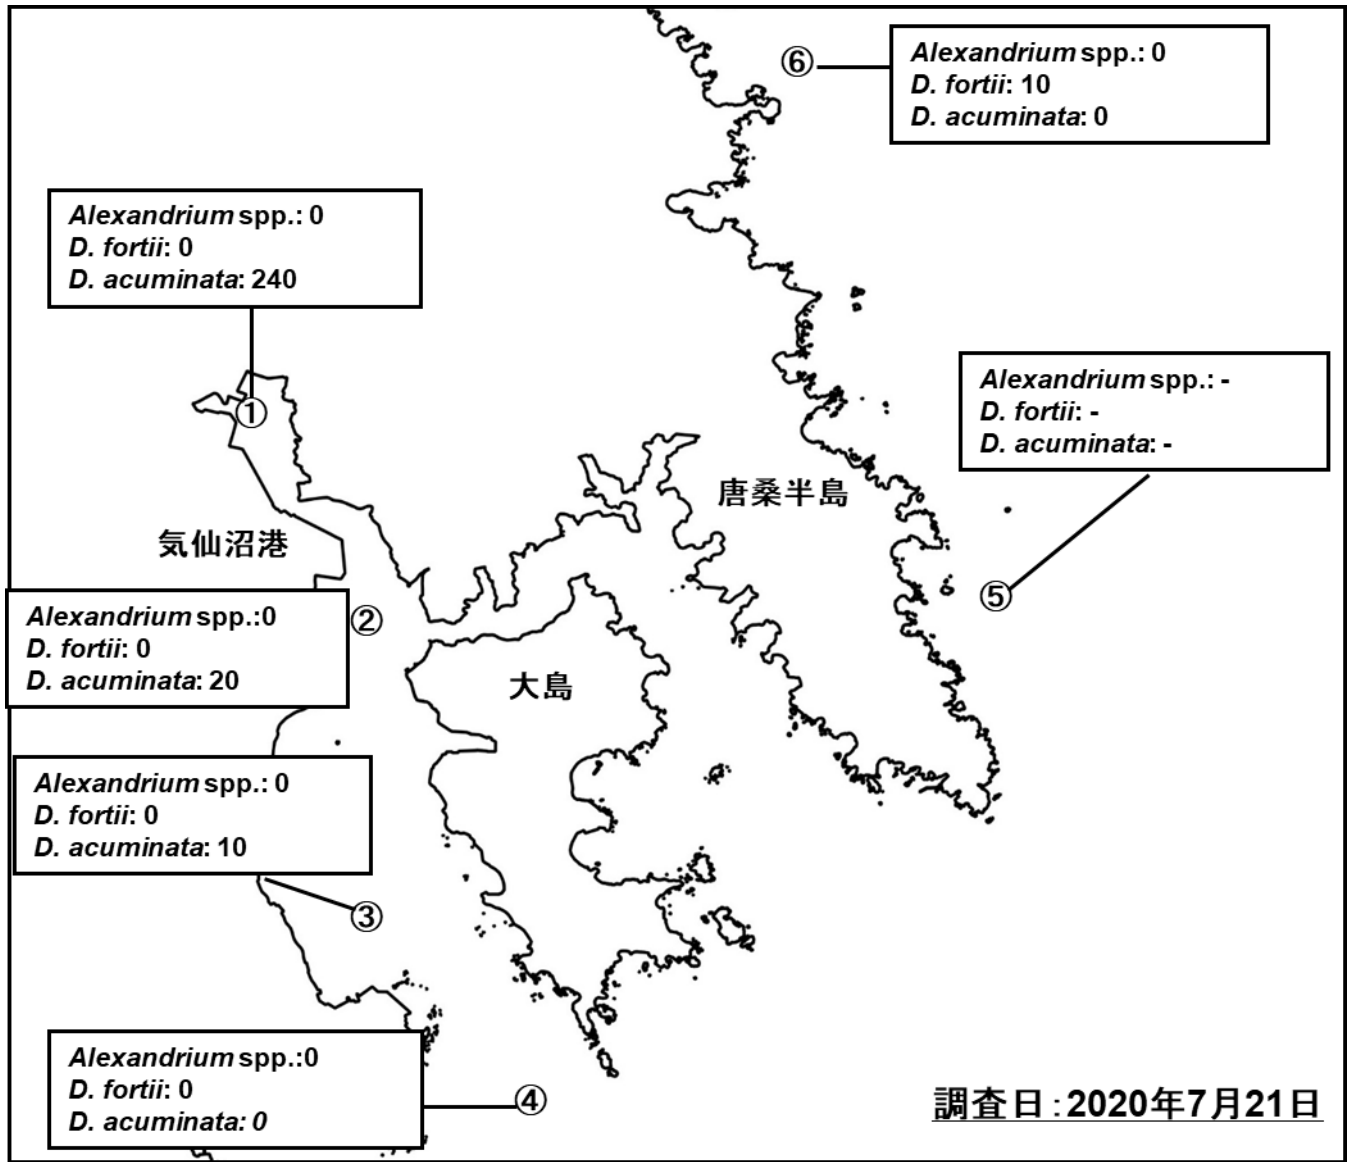 ⑥
Alexandrium spp.: 0
D. fortii: 10
D. acuminata: 0
Alexandrium spp.: 0
D. fortii: 0
D. acuminata: 240
①
Alexandrium spp.: -
D. fortii: -
D. acuminata: -
唐桑半島
気仙沼港
⑤
Alexandrium spp.:0
D. fortii: 0
D. acuminata: 20
②
大島
Alexandrium spp.: 0
D. fortii: 0
D. acuminata: 10
③
Alexandrium spp.:0
D. fortii: 0
D. acuminata: 0
④
調査日:2020年7月21日